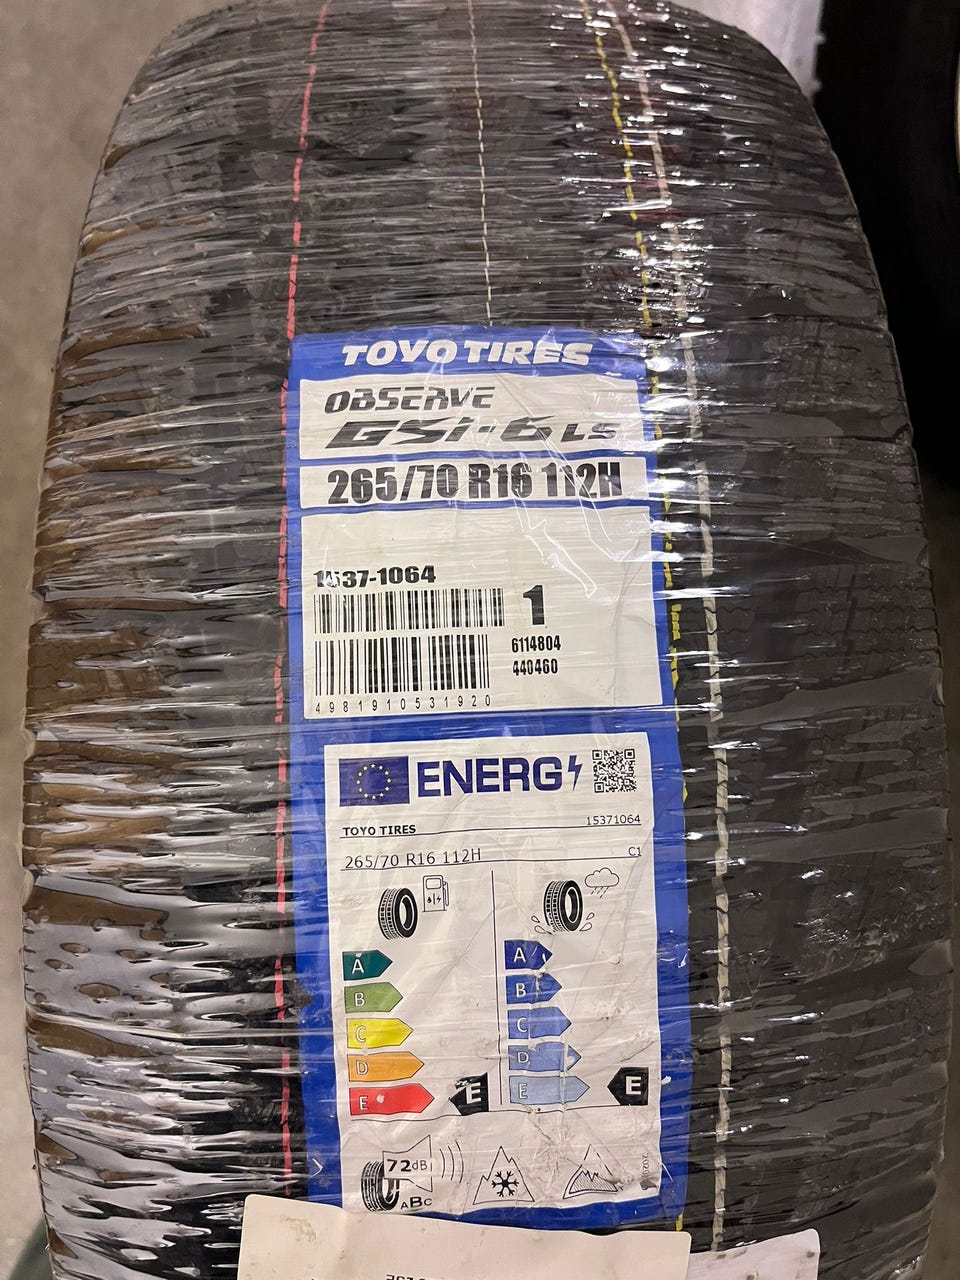 TOYO TIRES
OBSERVE
GSi-6 LS
265/70 R16 112H
1537-1064
1
6114804
440460
4981910531920
ENERG
TOYO TIRES 15371064
265/70 R16 112H C1
A A
B B
C C
D D
E E E E
72dB
ABC